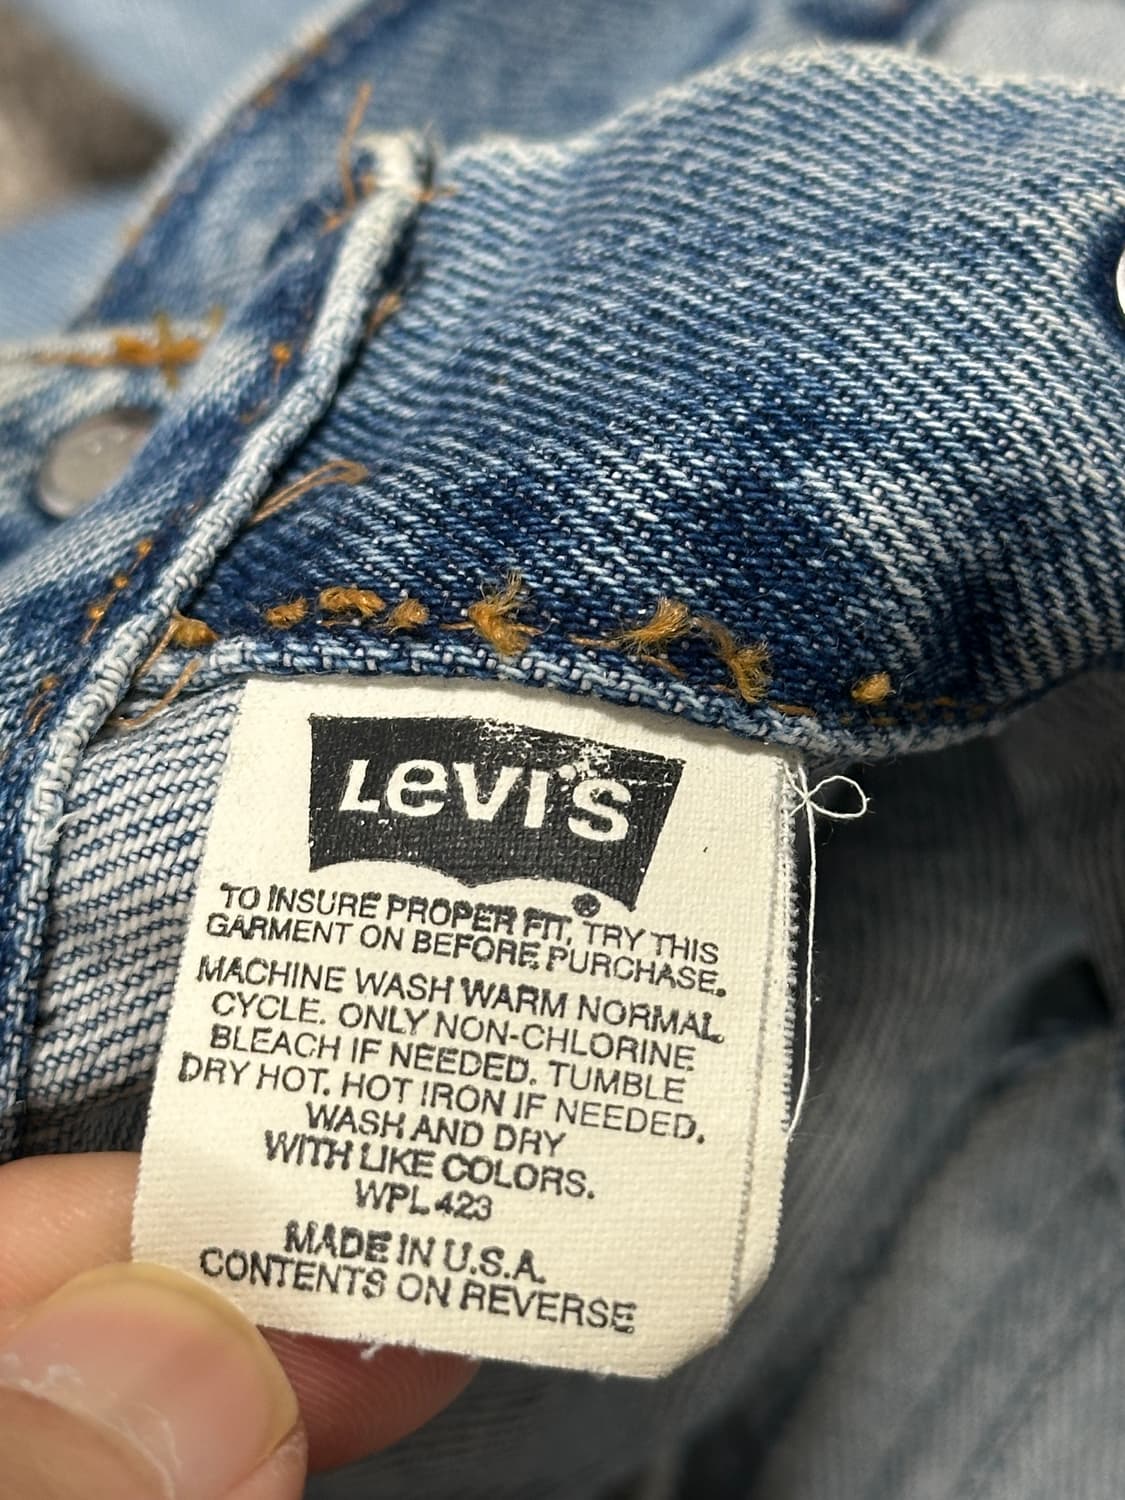 Levi's
®
TO INSURE PROPER FIT, TRY THIS
GARMENT ON BEFORE PURCHASE.
MACHINE WASH WARM NORMAL
CYCLE. ONLY NON-CHLORINE
BLEACH IF NEEDED. TUMBLE
DRY HOT. HOT IRON IF NEEDED.
WASH AND DRY
WITH LIKE COLORS.
WPL 423
MADE IN U.S.A.
CONTENTS ON REVERSE